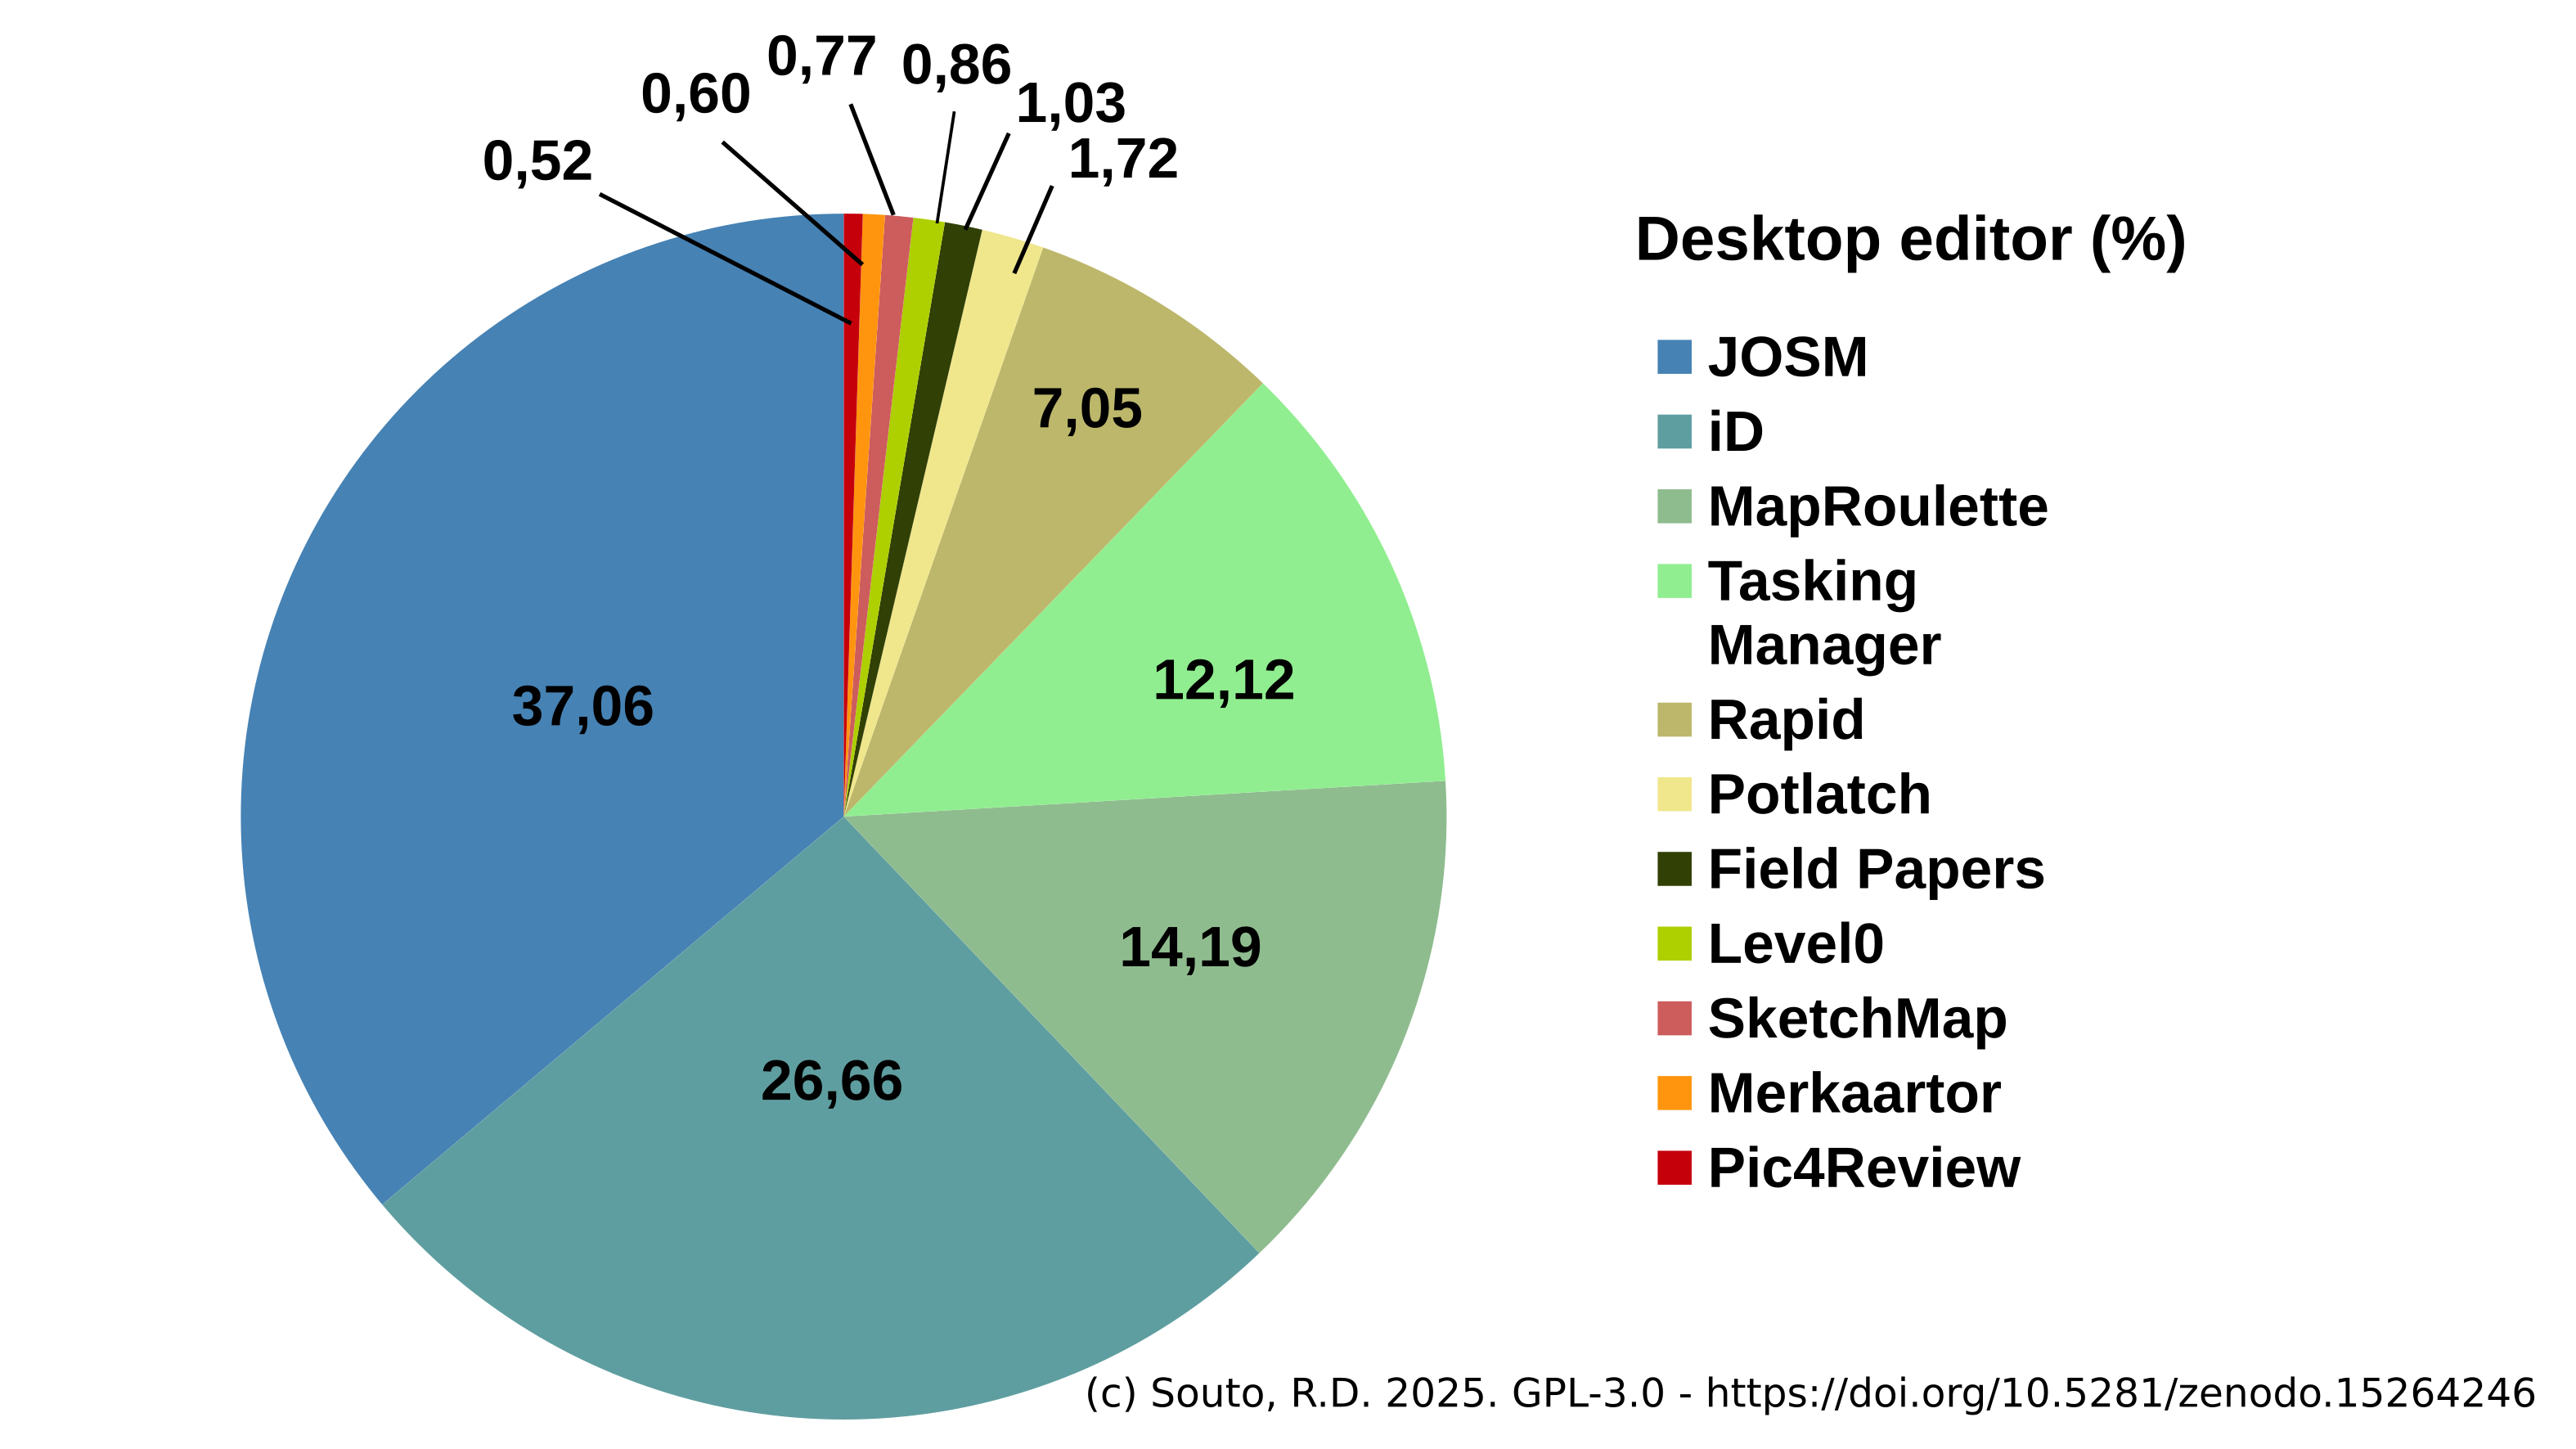 0,77
0,86
0,60
1,03
1,72
0,52
7,05
12,12
37,06
14,19
26,66
Desktop editor (%)
JOSM
iD
MapRoulette
Tasking
Manager
Rapid
Potlatch
Field Papers
Level0
SketchMap
Merkaartor
Pic4Review
(c) Souto, R.D. 2025. GPL-3.0 - https://doi.org/10.5281/zenodo.15264246